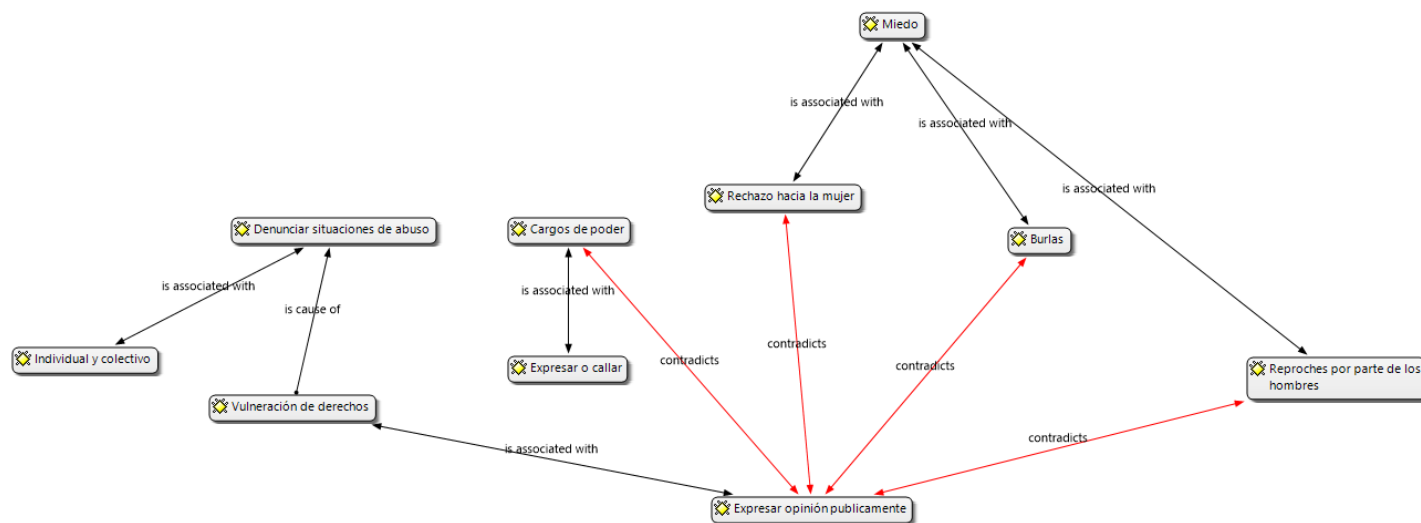 Miedo
is associated with
is associated with
is associated with
Rechazo hacia la mujer
Denunciar situaciones de abuso
Cargos de poder
Burlas
is associated with
is associated with
is cause of
Individual y colectivo
Expresar o callar
contradicts
contradicts
contradicts
Reproches por parte de los
hombres
Vulneración de derechos
contradicts
is associated with
Expresar opinión publicamente